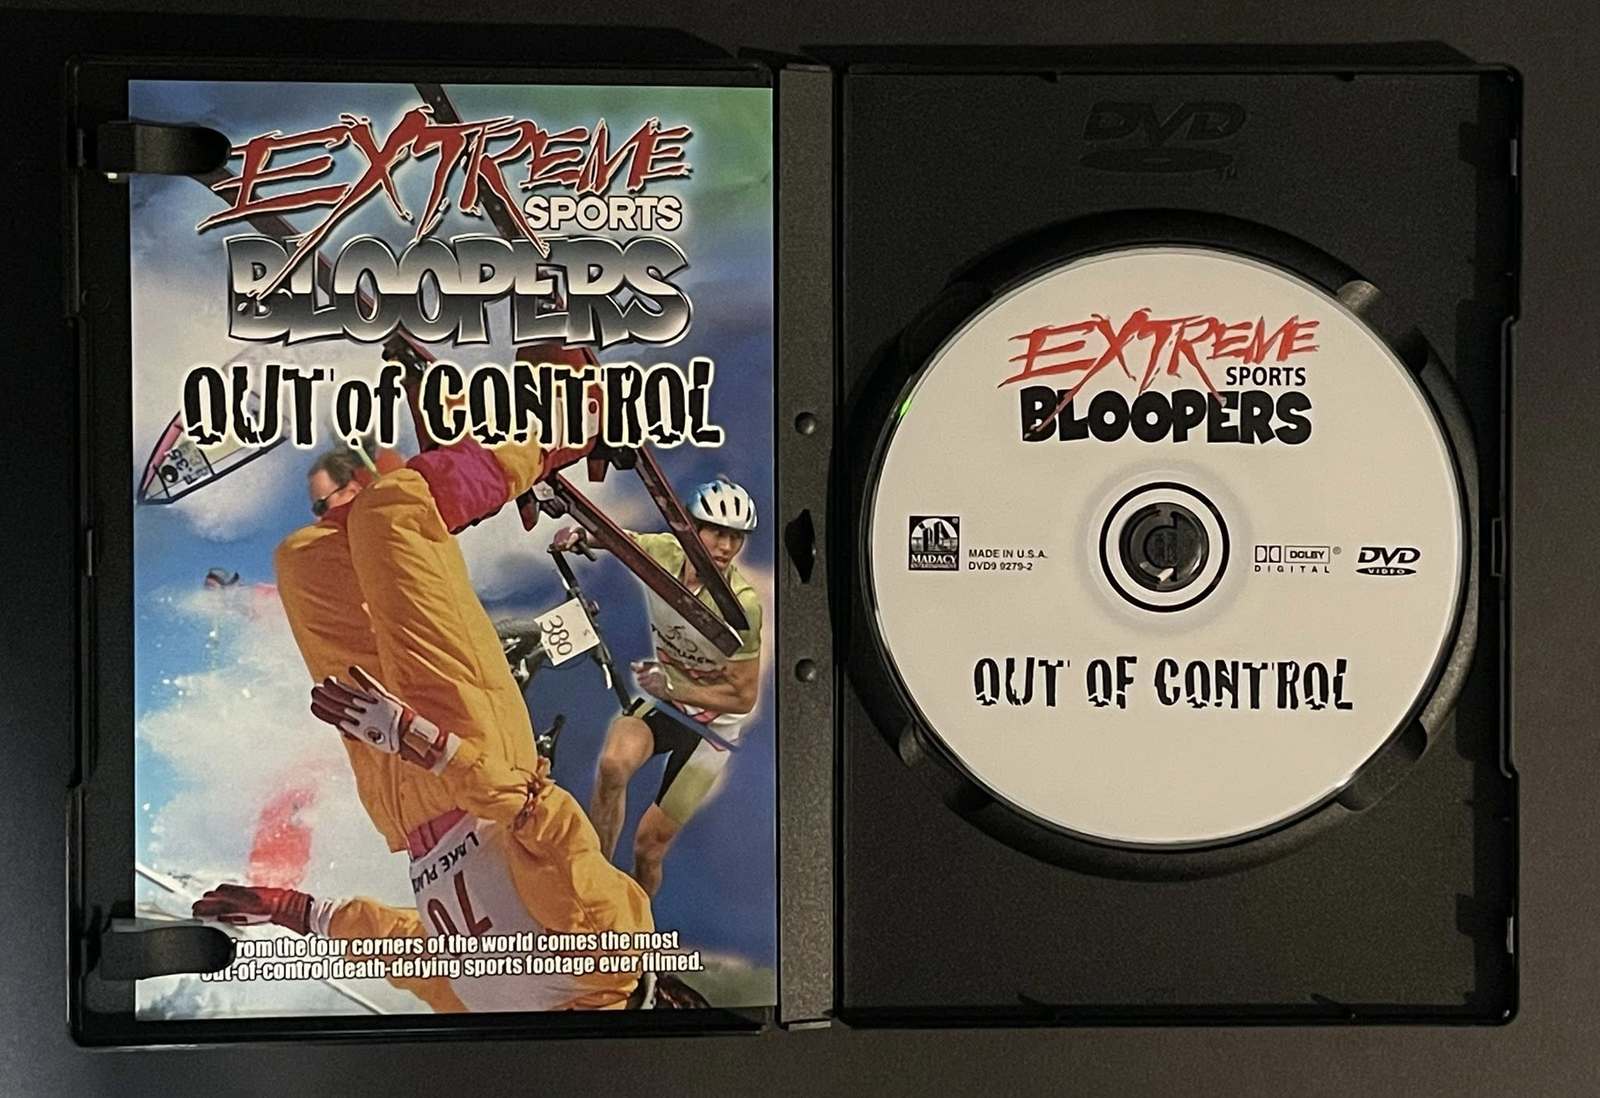 EXTREME
SPORTS
BLOOPERS
OUT of CONTROL
380
LAKE PLAC
70
from the four corners of the world comes the most
out-of-control death-defying sports footage ever filmed.
DVD
EXTREME
SPORTS
BLOOPERS
MADACY
ENTERTAINMENT
®
MADE IN U.S.A.
DVD9 9279-2
DOLBY ®
DIGITAL
DVD
VIDEO
OUT OF CONTROL